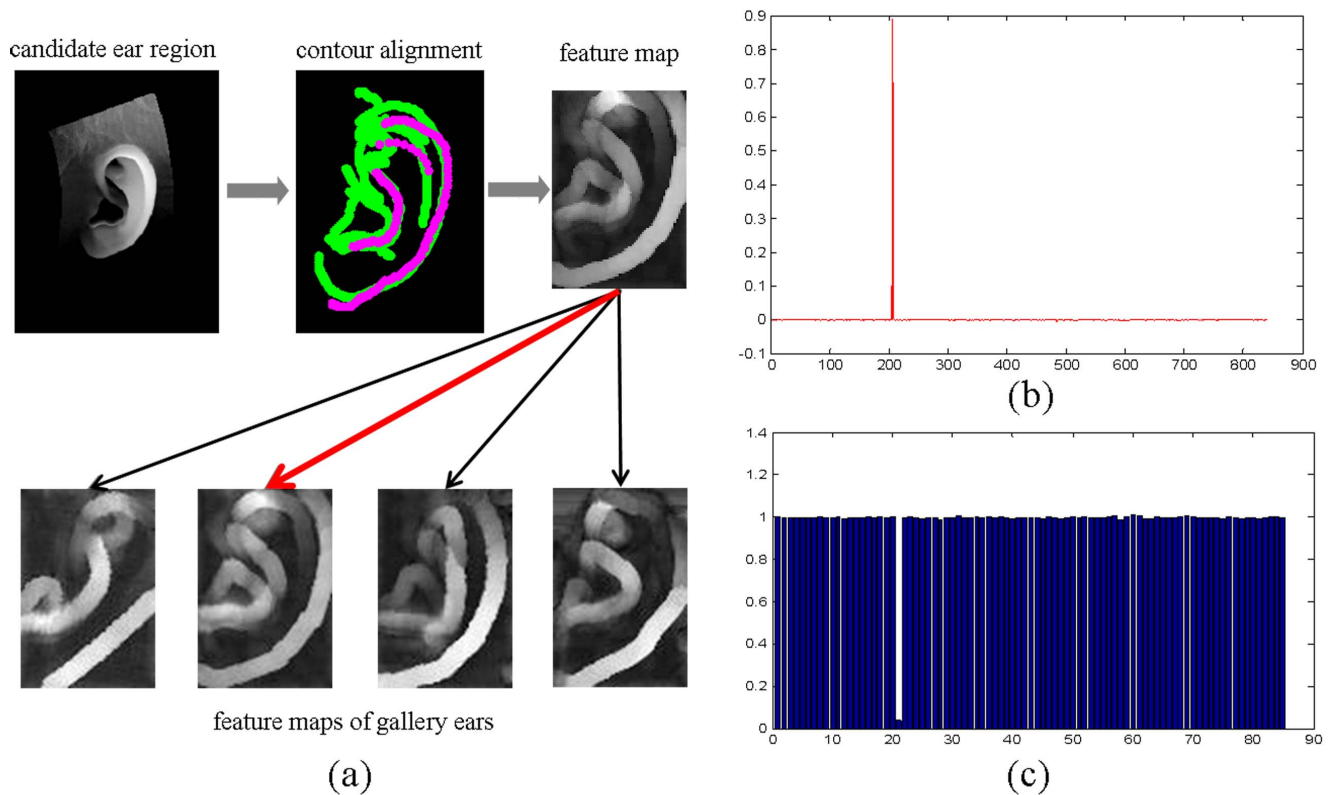 candidate ear region
contour alignment
feature map
feature maps of gallery ears
(a)
0.9
0.8
0.7
0.6
0.5
0.4
0.3
0.2
0.1
0
-0.1
0 100 200 300 400 500 600 700 800 900
(b)
1.4
1.2
1
0.8
0.6
0.4
0.2
0
0 10 20 30 40 50 60 70 80 90
(c)